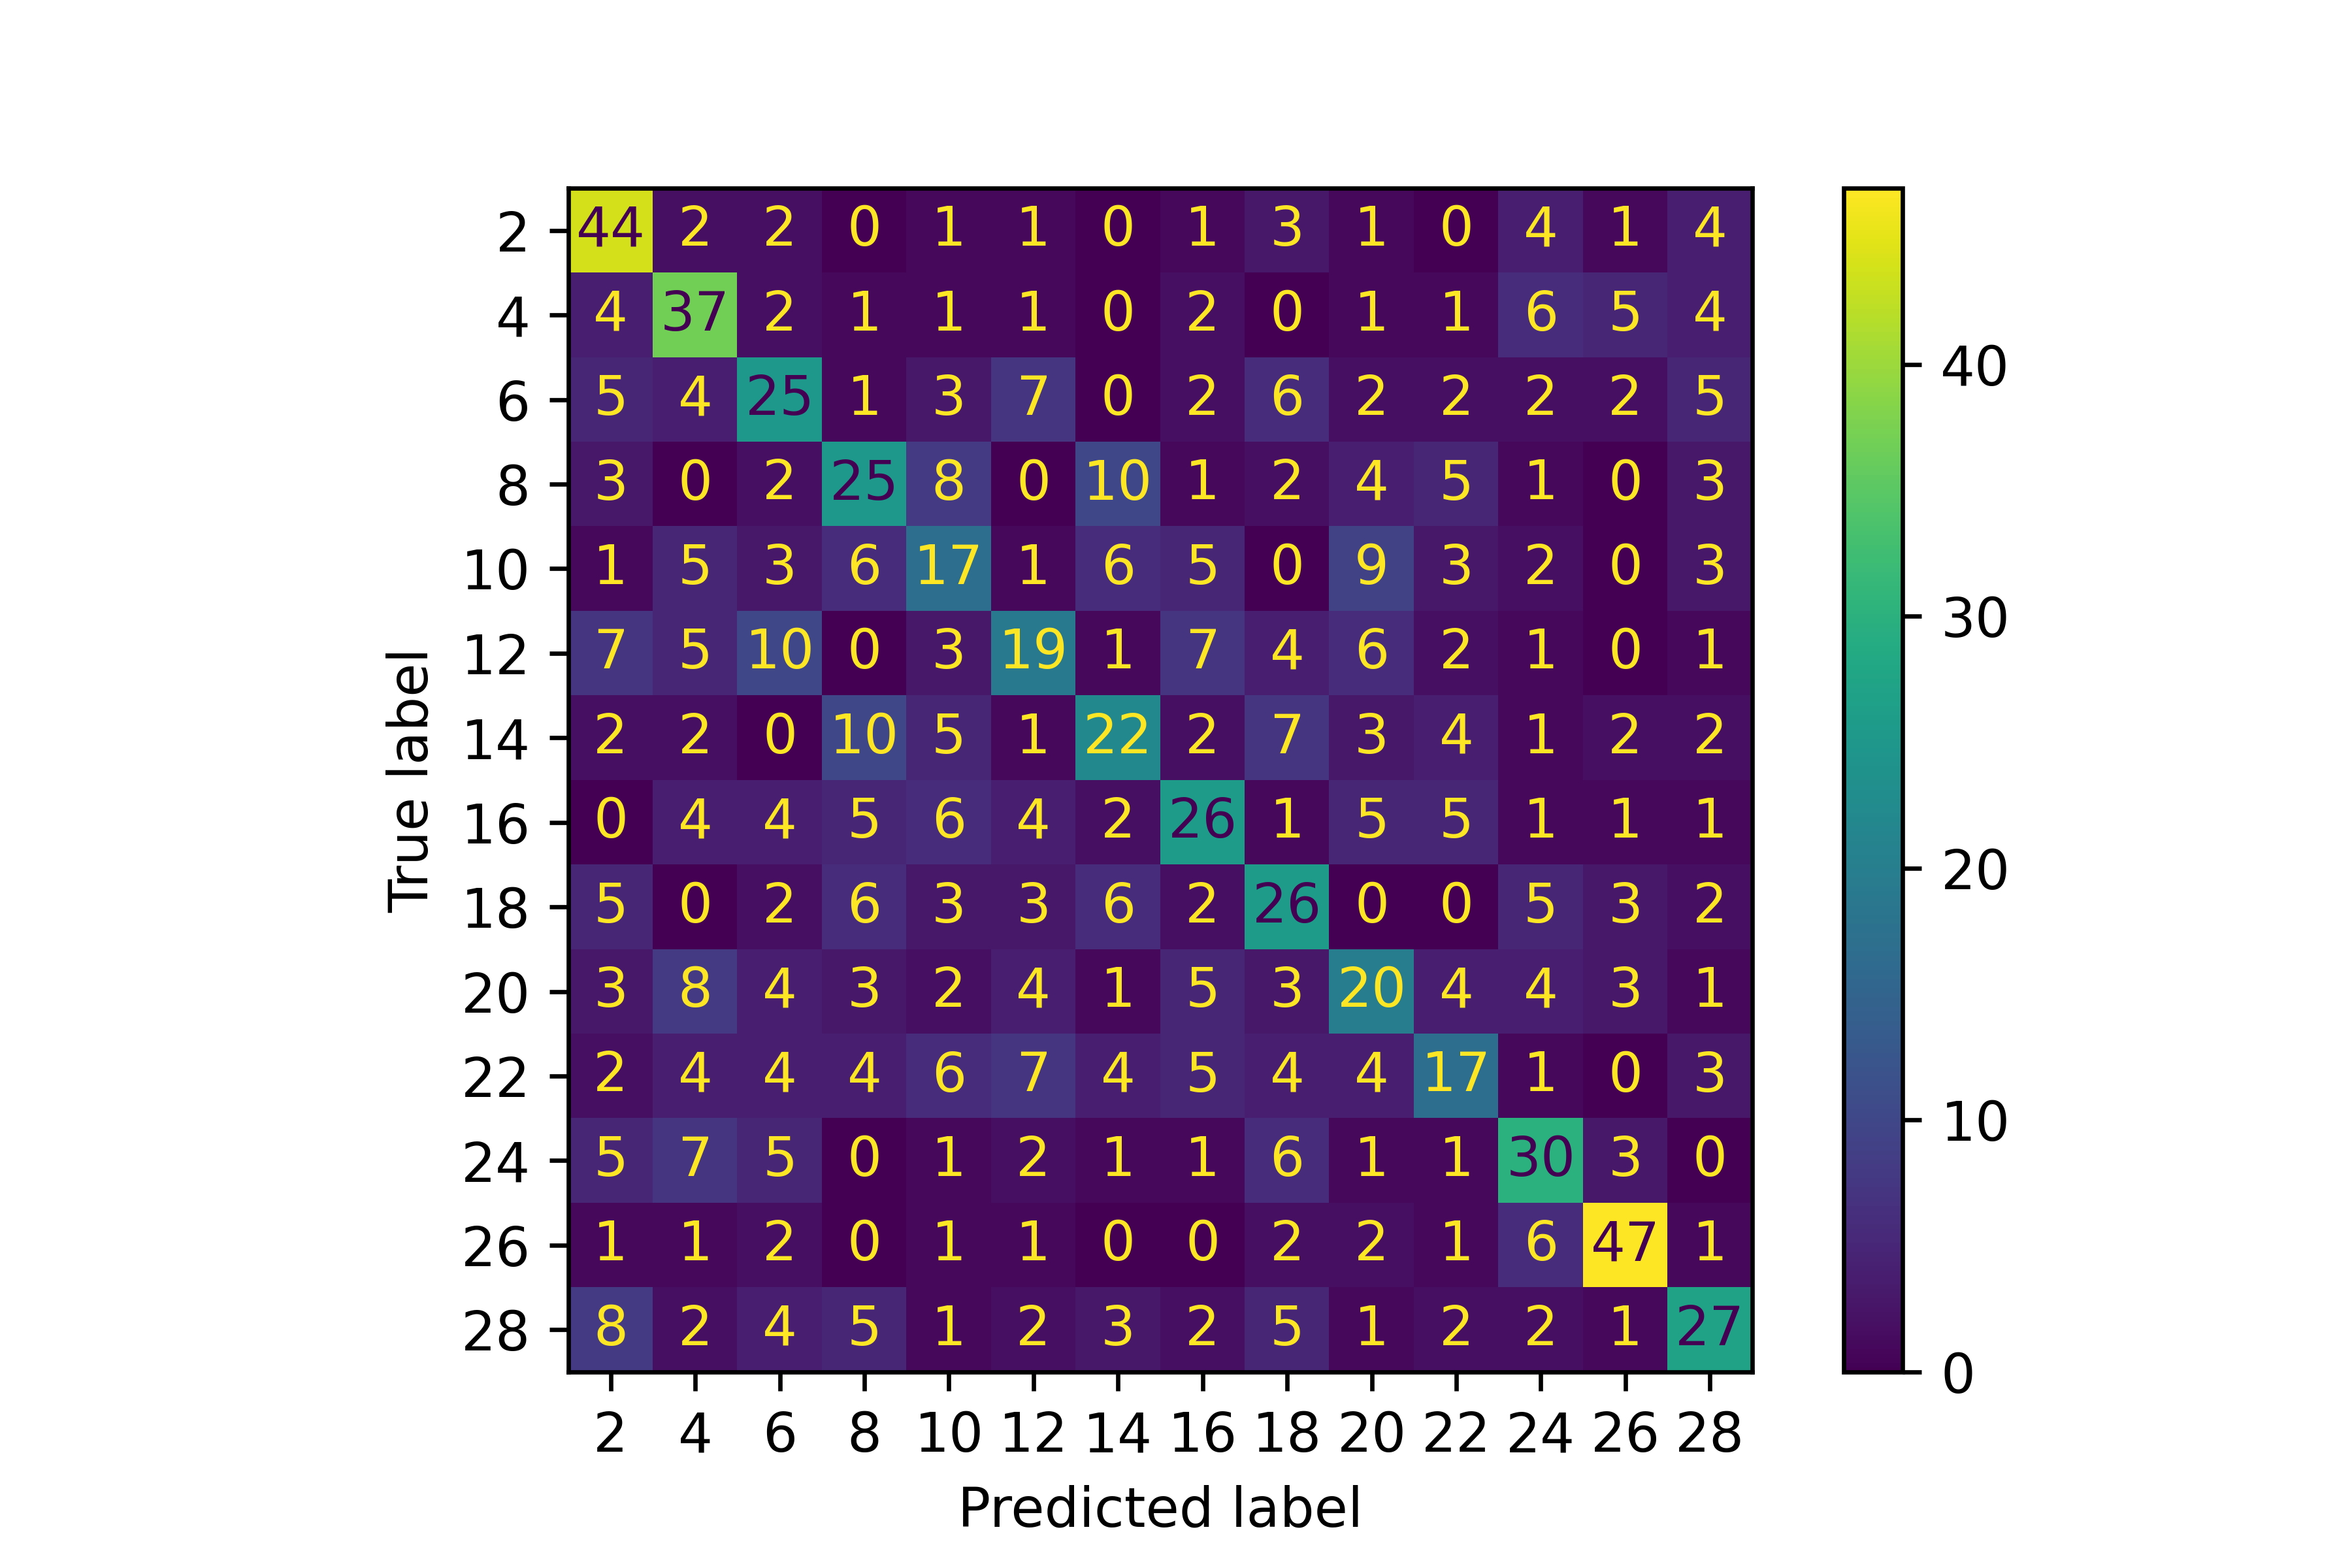 2 44 2 2 0 1 1 0 1 3 1 0 4 1 4
4 4 37 2 1 1 1 0 2 0 1 1 6 5 4
6 5 4 25 1 3 7 0 2 6 2 2 2 2 5
8 3 0 2 25 8 0 10 1 2 4 5 1 0 3
10 1 5 3 6 17 1 6 5 0 9 3 2 0 3
12 7 5 10 0 3 19 1 7 4 6 2 1 0 1
14 2 2 0 10 5 1 22 2 7 3 4 1 2 2
16 0 4 4 5 6 4 2 26 1 5 5 1 1 1
18 5 0 2 6 3 3 6 2 26 0 0 5 3 2
20 3 8 4 3 2 4 1 5 3 20 4 4 3 1
22 2 4 4 4 6 7 4 5 4 4 17 1 0 3
24 5 7 5 0 1 2 1 1 6 1 1 30 3 0
26 1 1 2 0 1 1 0 0 2 2 1 6 47 1
28 8 2 4 5 1 2 3 2 5 1 2 2 1 27
2 4 6 8 10 12 14 16 18 20 22 24 26 28
Predicted label
True label
40
30
20
10
0